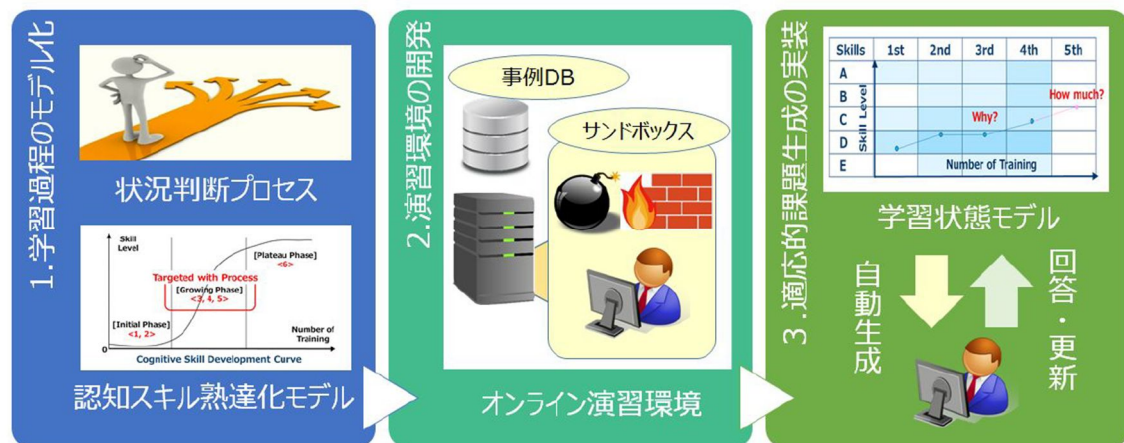 1.学習過程のモデル化
状況判断プロセス
Skill
Level
[Plateau Phase]
<6>
Targeted with Process
[Growing Phase]
<3, 4, 5>
[Initial Phase]
<1, 2>
Number of
Training
0
Cognitive Skill Development Curve
認知スキル熟達化モデル
2.演習環境の開発
事例DB
サンドボックス
オンライン演習環境
3.適応的課題生成の実装
Skills 1st 2nd 3rd 4th 5th
A
B
C
D
E
Skill Level
How much?
Why?
Number of Training
学習状態モデル
自動生成
回答・更新